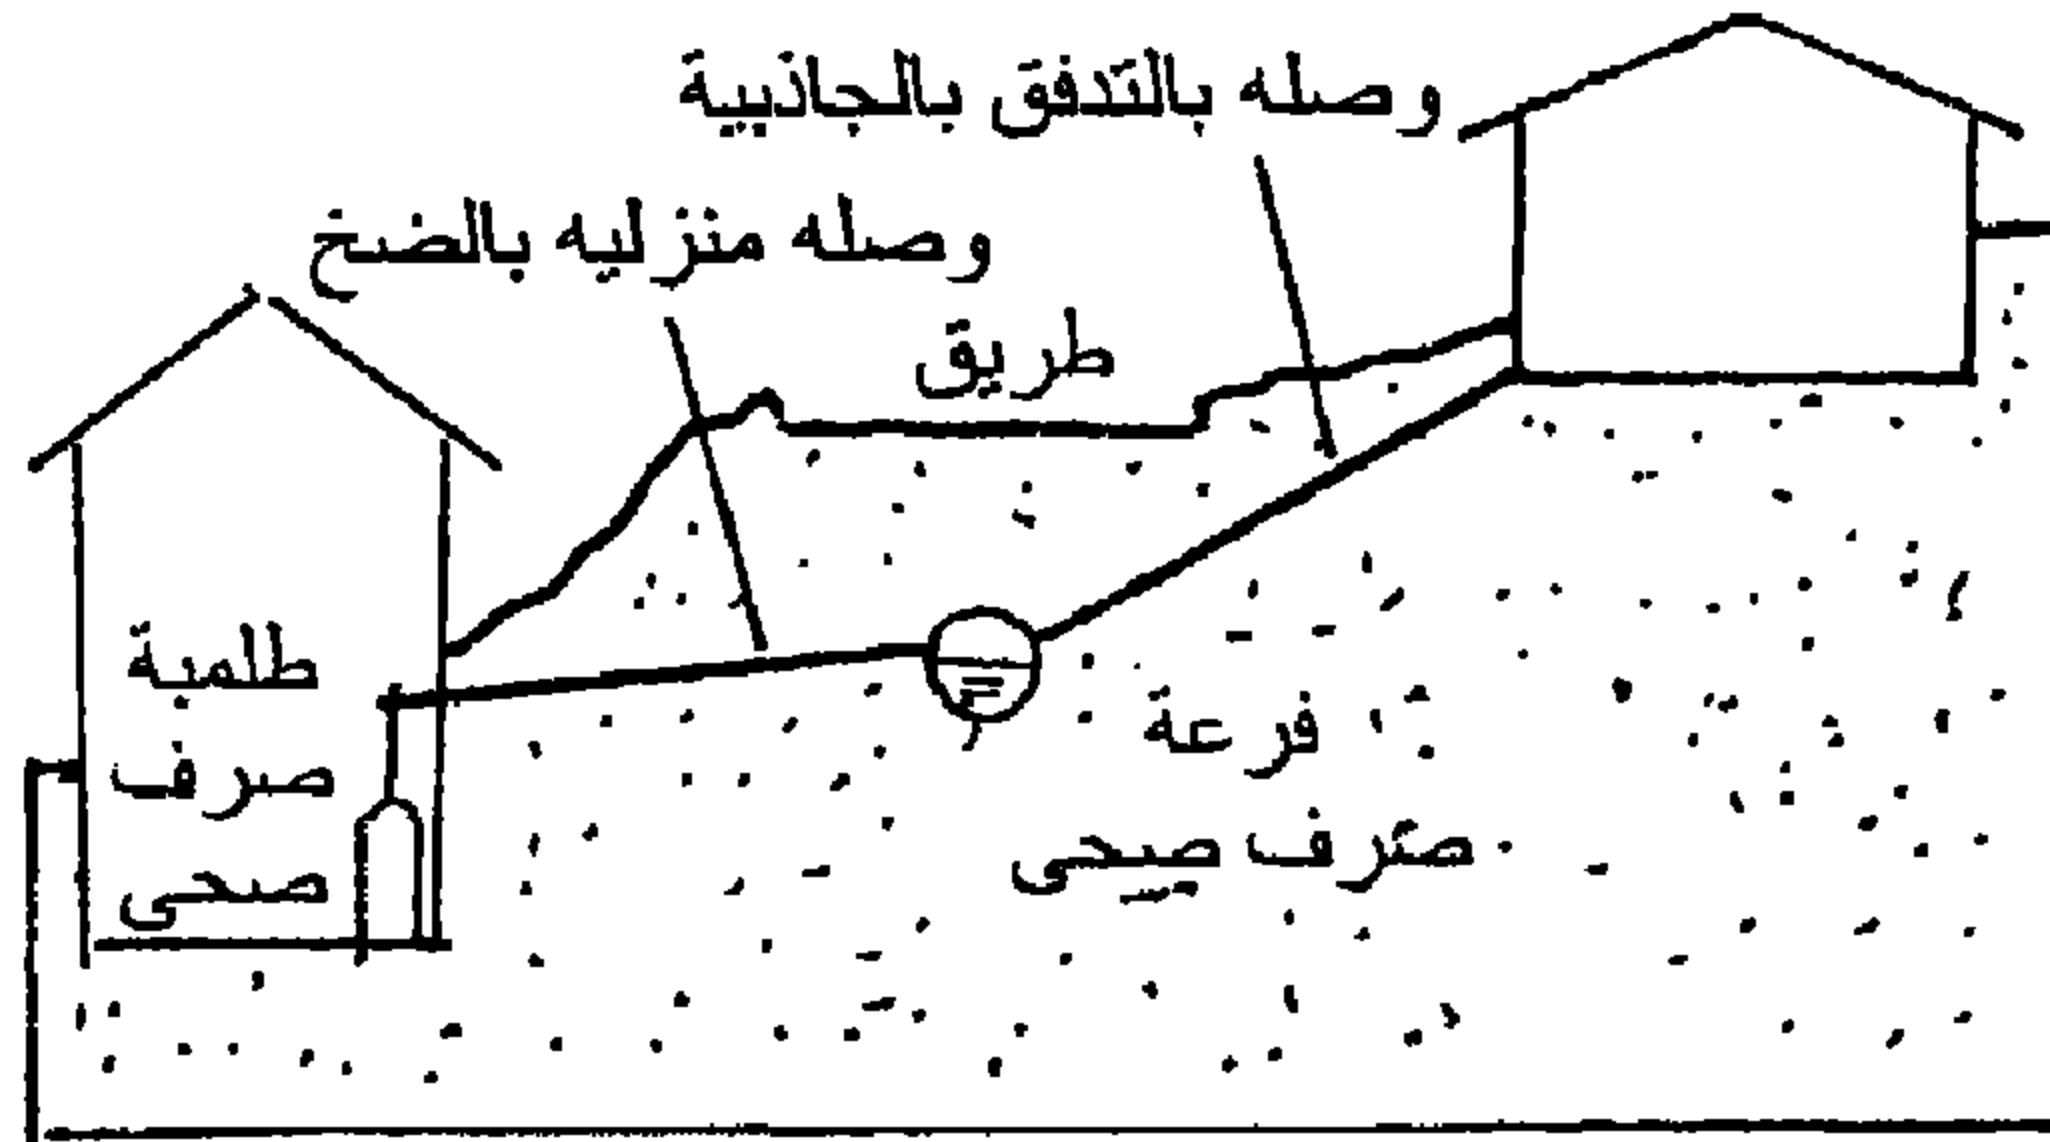 وصله بالتدفق بالجاذبية
وصله منزليه بالضخ
طريق
طلمبة
صرف
صحى
فرعة
صرف صحى